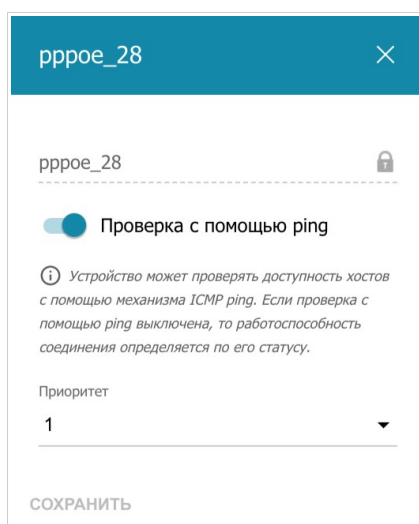 pppoe_28
pppoe_28
Проверка с помощью ping
Устройство может проверять доступность хостов
с помощью механизма ICMP ping. Если проверка с
помощью ping выключена, то работоспособность
соединения определяется по его статусу.
Приоритет
1
СОХРАНИТЬ